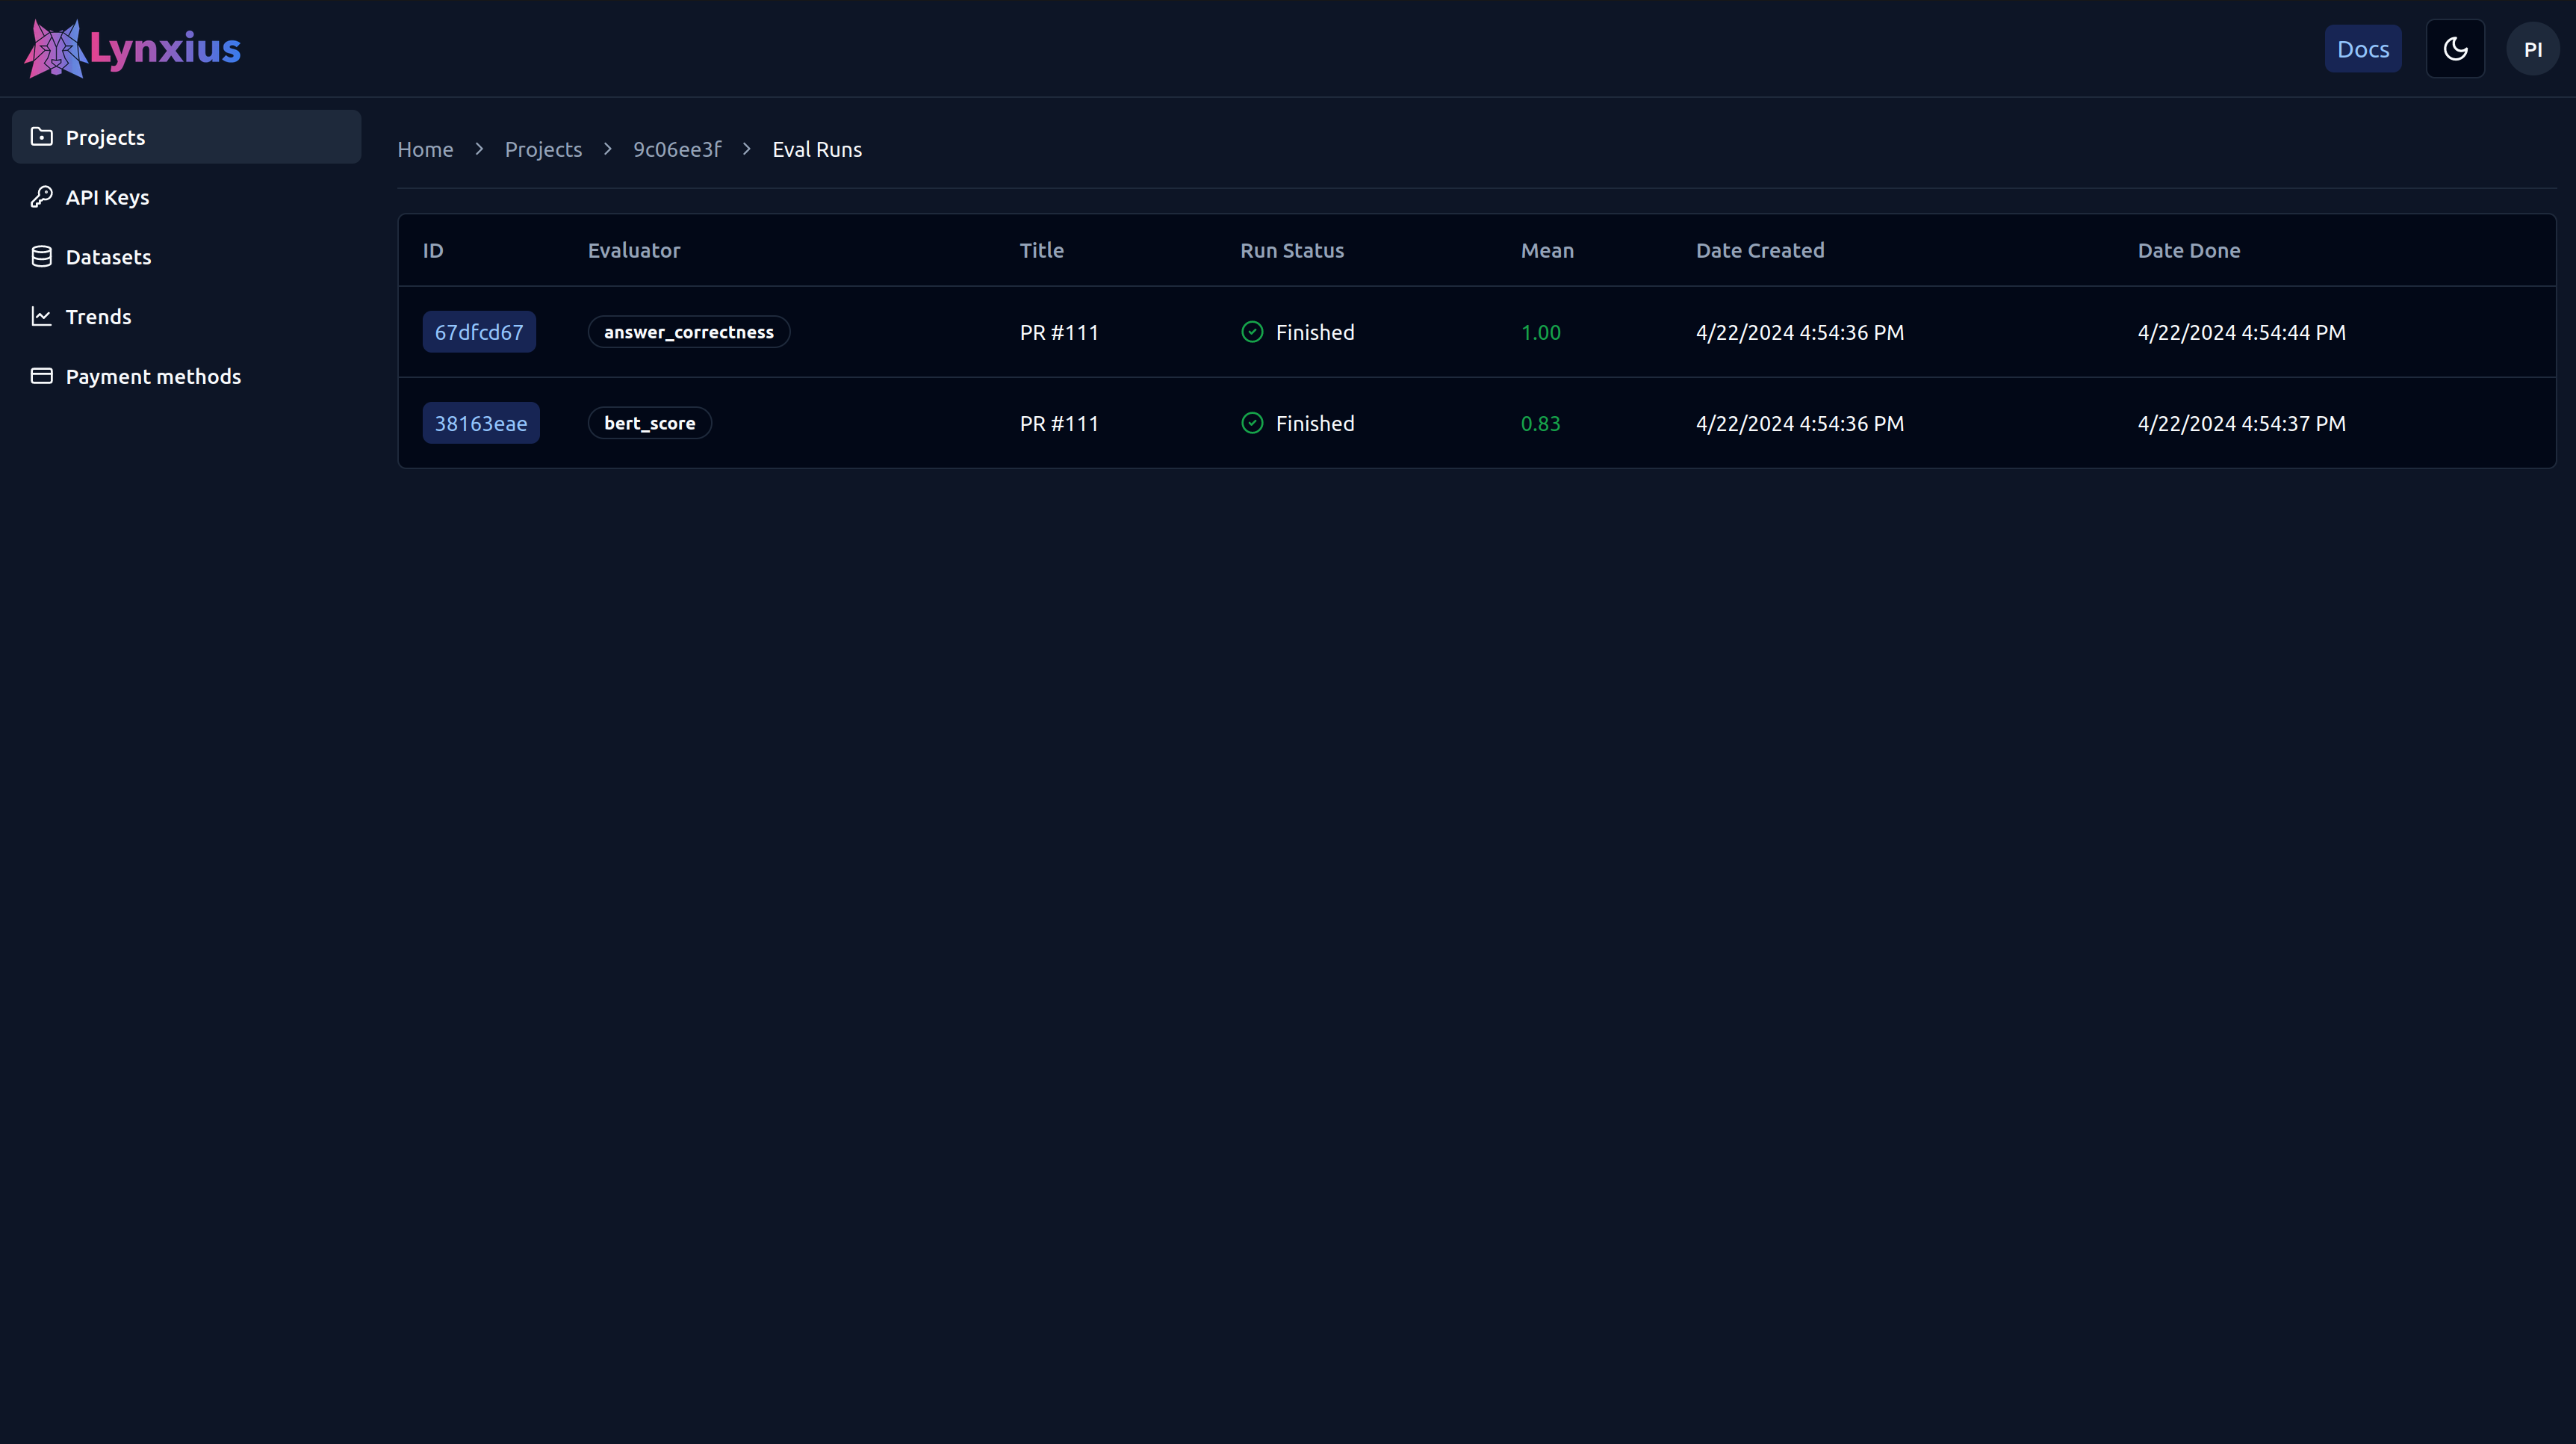 Lynxius
Docs
PI
Projects
API Keys
Datasets
Trends
Payment methods
Home > Projects > 9c06ee3f > Eval Runs
ID Evaluator Title Run Status Mean Date Created Date Done
67dfcd67 answer_correctness PR #111 Finished 1.00 4/22/2024 4:54:36 PM 4/22/2024 4:54:44 PM
38163eae bert_score PR #111 Finished 0.83 4/22/2024 4:54:36 PM 4/22/2024 4:54:37 PM